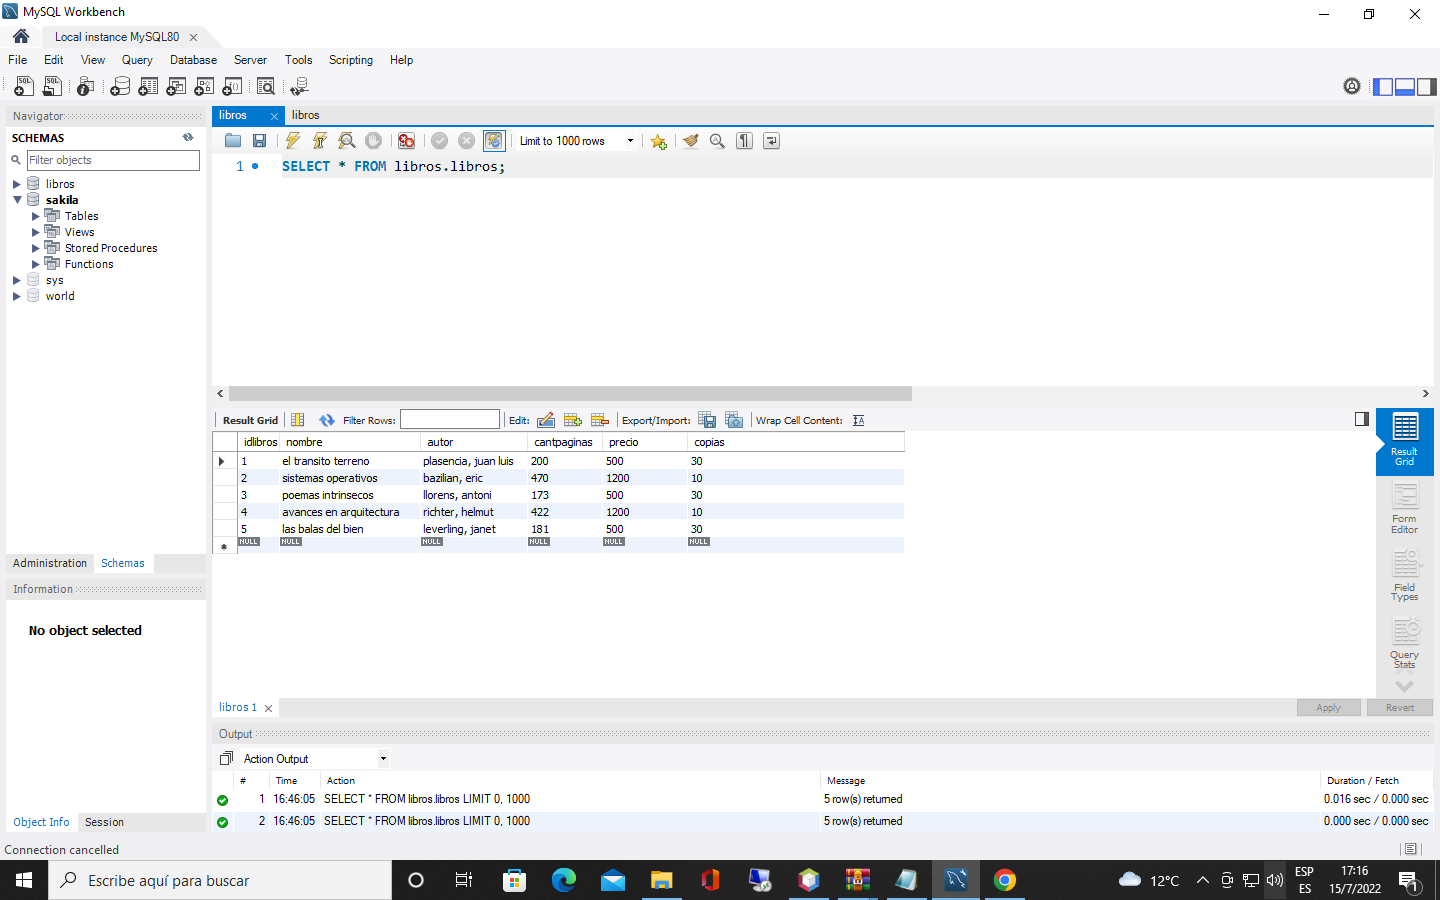 MySQL Workbench
Local instance MySQL80
File Edit View Query Database Server Tools Scripting Help
Navigator
SCHEMAS
Filter objects
libros
sakila
Tables
Views
Stored Procedures
Functions
sys
world
Administration Schemas
Information
No object selected
Object Info Session
libros libros
Limit to 1000 rows
1 SELECT * FROM libros.libros;
Result Grid Filter Rows: Edit: Export/Import: Wrap Cell Content:
idlibros nombre autor cantpaginas precio copias
1 el transito terreno plasencia, juan luis 200 500 30
2 sistemas operativos bazilian, eric 470 1200 10
3 poemas intrinsecos llorens, antoni 173 500 30
4 avances en arquitectura richter, helmut 422 1200 10
5 las balas del bien leverling, janet 181 500 30
NULL NULL NULL NULL NULL NULL
Result Grid
Form Editor
Field Types
Query Stats
libros 1
Apply Revert
Output
Action Output
# Time Action Message Duration / Fetch
1 16:46:05 SELECT * FROM libros.libros LIMIT 0, 1000 5 row(s) returned 0.016 sec / 0.000 sec
2 16:46:05 SELECT * FROM libros.libros LIMIT 0, 1000 5 row(s) returned 0.000 sec / 0.000 sec
Connection cancelled
Escribe aquí para buscar
12°C
ESP
ES
17:16
15/7/2022
1